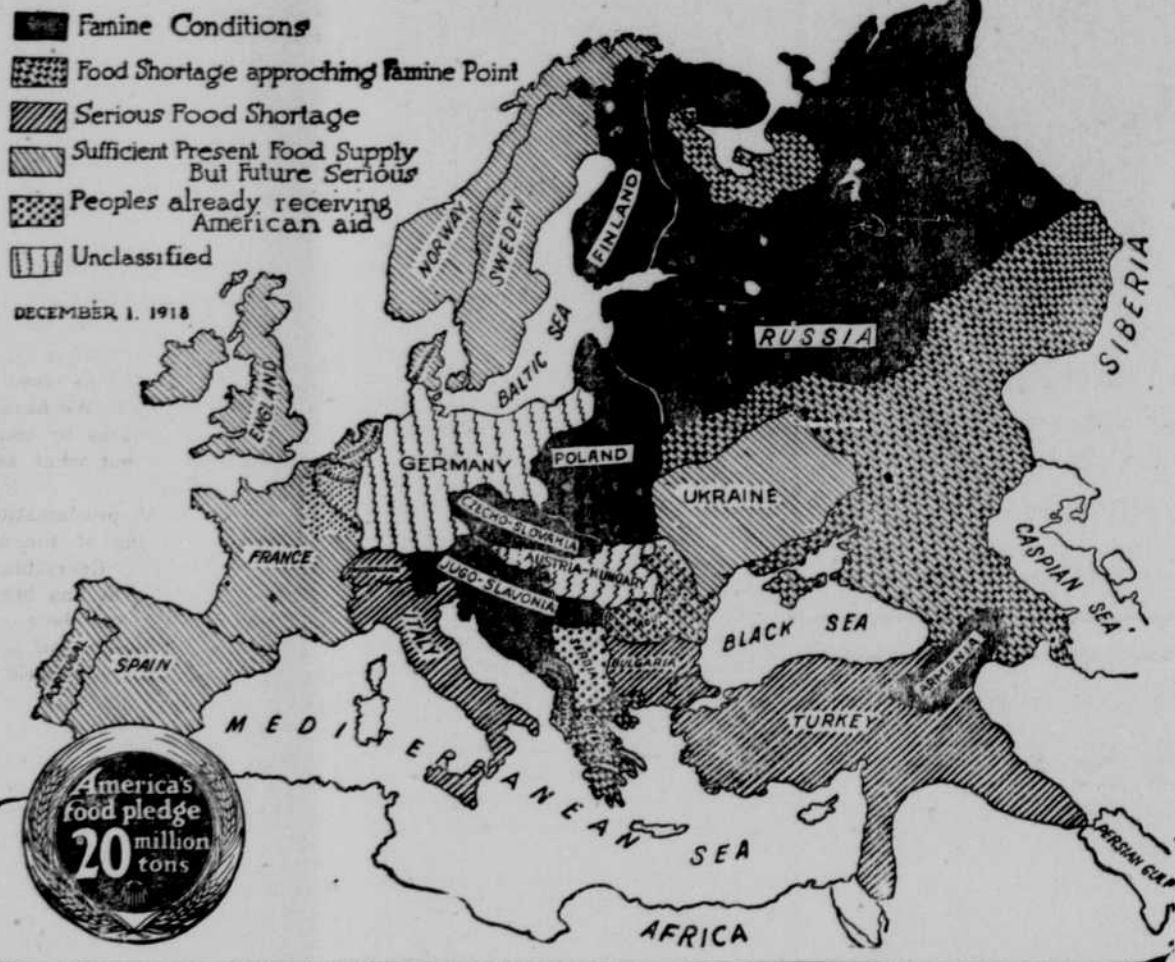 Famine Conditions
Food Shortage approching Famine Point
Serious Food Shortage
Sufficient Present Food Supply
But Future Serious
Peoples already receiving
American aid
Unclassified
DECEMBER 1. 1918
NORWAY
SWEDEN
FINLAND
BALTIC SEA
RUSSIA
SIBERIA
ENGLAND
GERMANY
POLAND
UKRAINE
CZECHO-SLOVAKIA
AUSTRIA-HUNGARY
JUGO-SLAVONIA
FRANCE
ITALY
BULGARIA
BLACK SEA
CASPIAN SEA
ARMENIA
TURKEY
PORTUGAL
SPAIN
MEDITERRANEAN SEA
PERSIAN GULF
AFRICA
America's
food pledge
20 million
tons